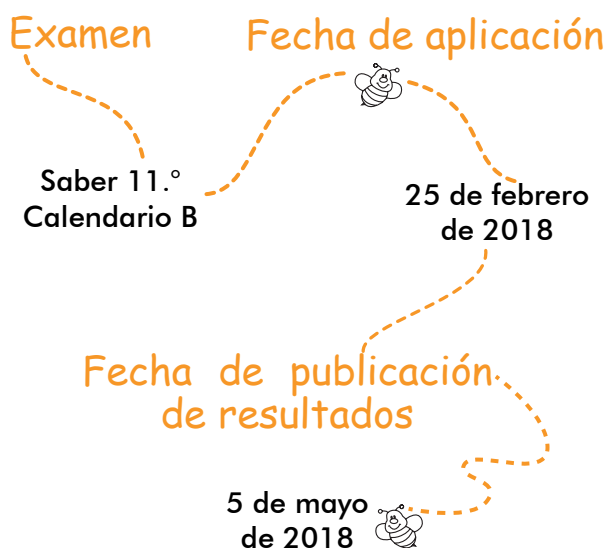 Examen
Fecha de aplicación
Saber 11.°
Calendario B
25 de febrero
de 2018
Fecha de publicación
de resultados
5 de mayo
de 2018